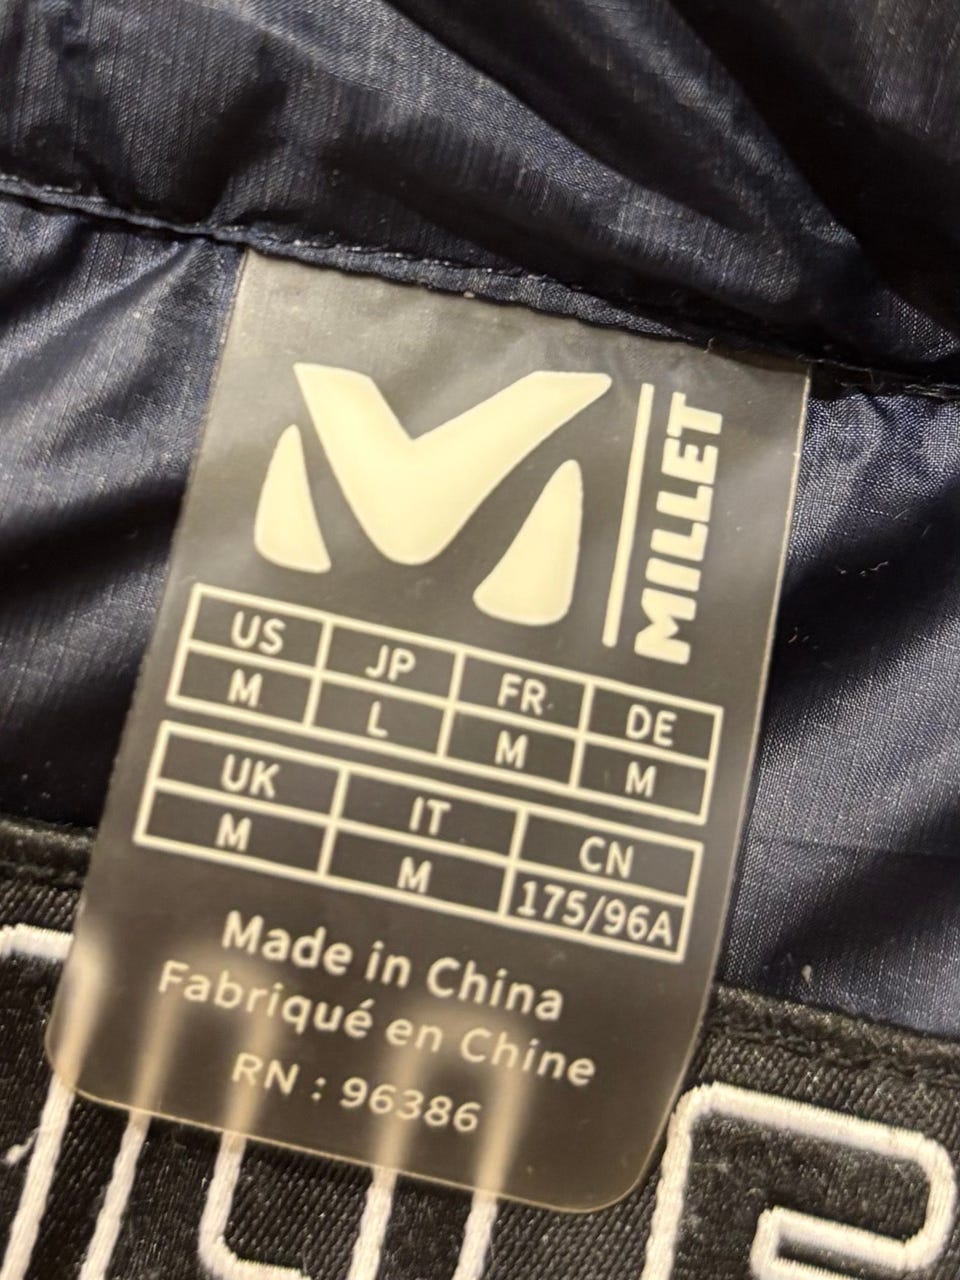 MILLET
US JP FR DE
M L M M
UK IT CN
M M 175/96A
Made in China
Fabriqué en Chine
RN : 96386